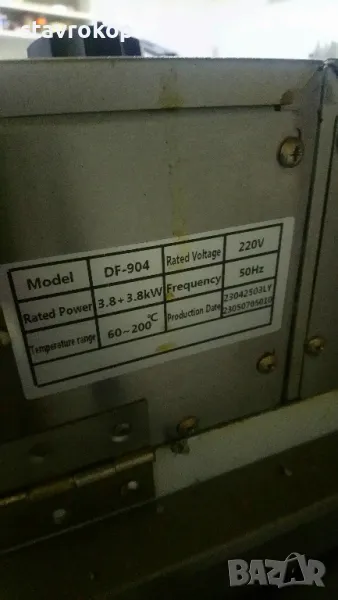 stavrokop
Model DF-904 Rated Voltage 220V
Rated Power 3.8+3.8kW Frequency 50Hz
Temperature range 60~200℃ Production Date 23042503LY
23050705010
BAZAR